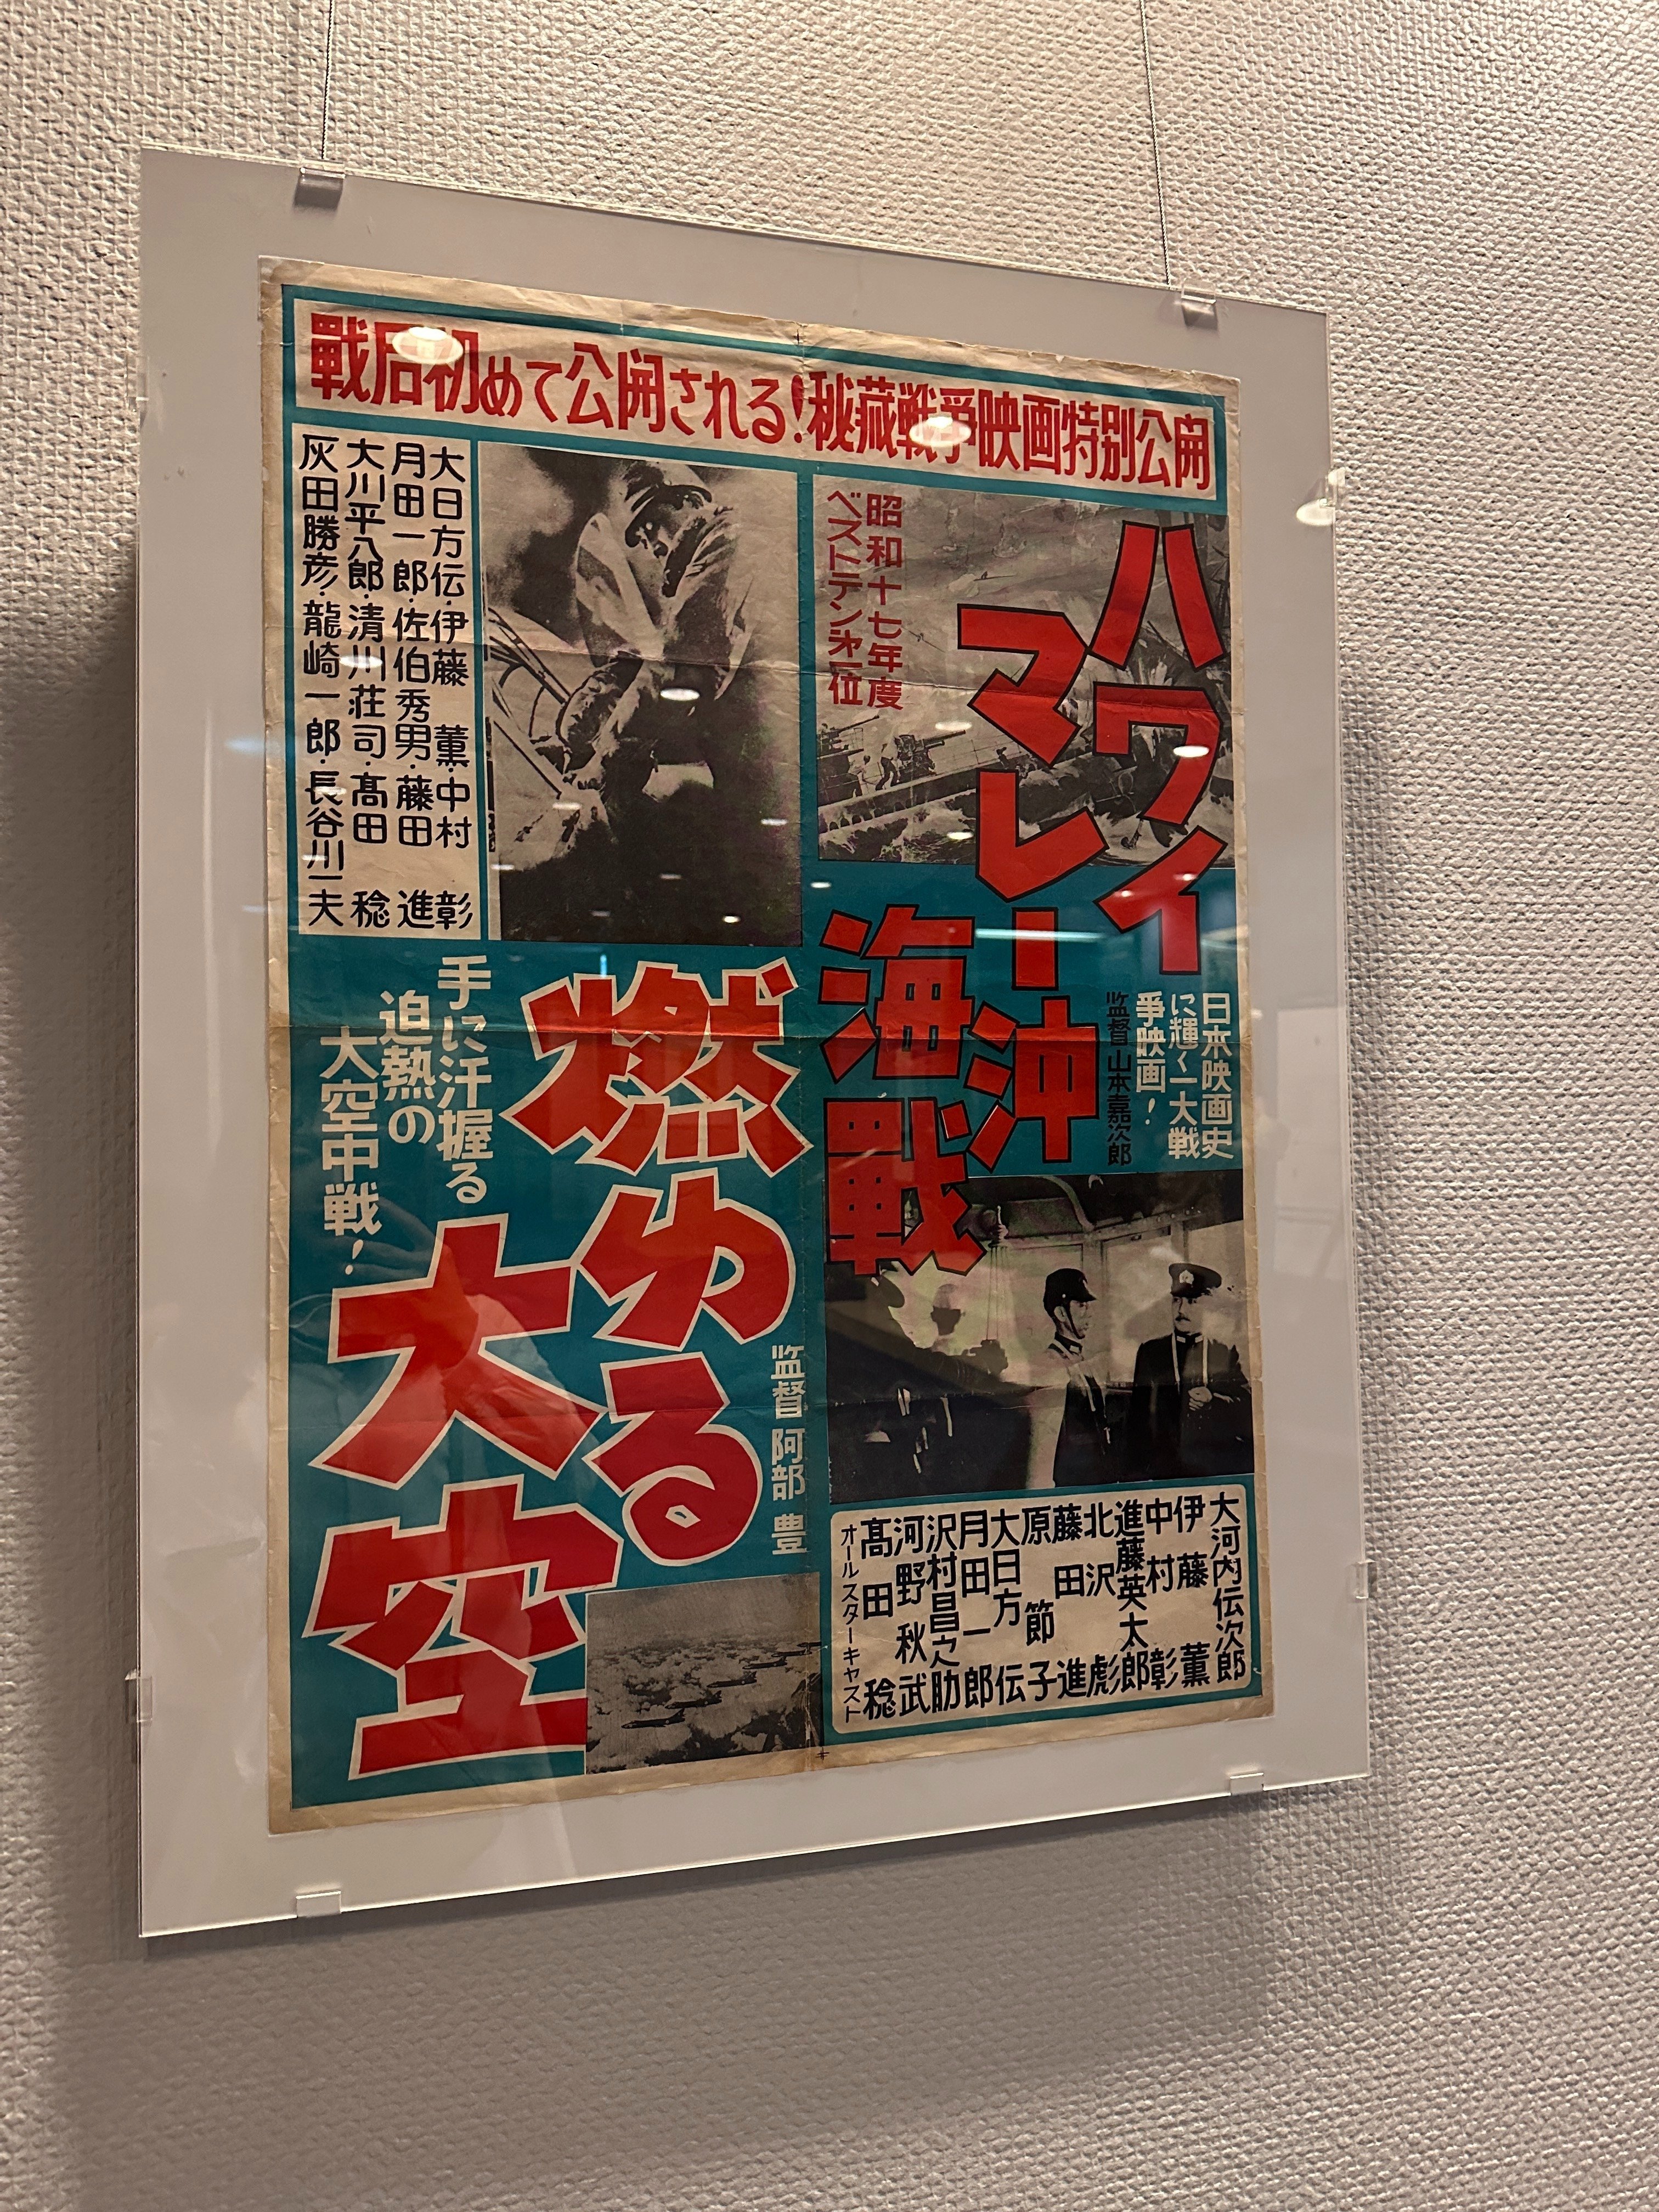 戰后初めて公開される!秘蔵戦争映画特別公開
ハワイ
マレー沖
海戰
昭和十七年度
ベストテン㐧一位
日本映画史
に輝く一大戦
爭映画!
監督 山本嘉次郎
大河内伝次郎
伊藤薫
中村彰
進藤英太郎
北沢彪
藤田進
原節子
大日方伝
月田一郎
沢村昌之助
河野秋武
高田稔
オールスターキャスト
大日方伝・伊藤 薫・中村 彰
月田一郎・佐伯秀男・藤田 進
大川平八郎・清川荘司・高田 稔
灰田勝彦・龍崎一郎・長谷川一夫
燃ゆる
大空
監督 阿部 豊
手に汗握る
迫熱の
大空中戦!